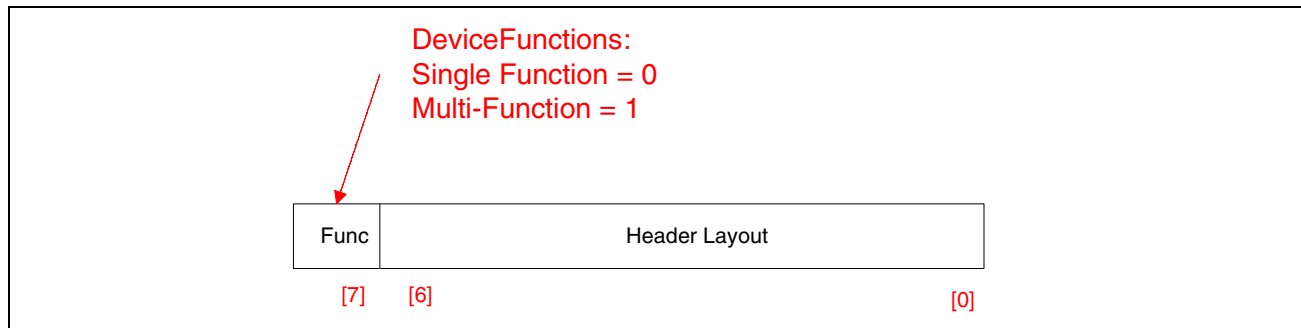 DeviceFunctions:
Single Function = 0
Multi-Function = 1
Func Header Layout
[7] [6] [0]